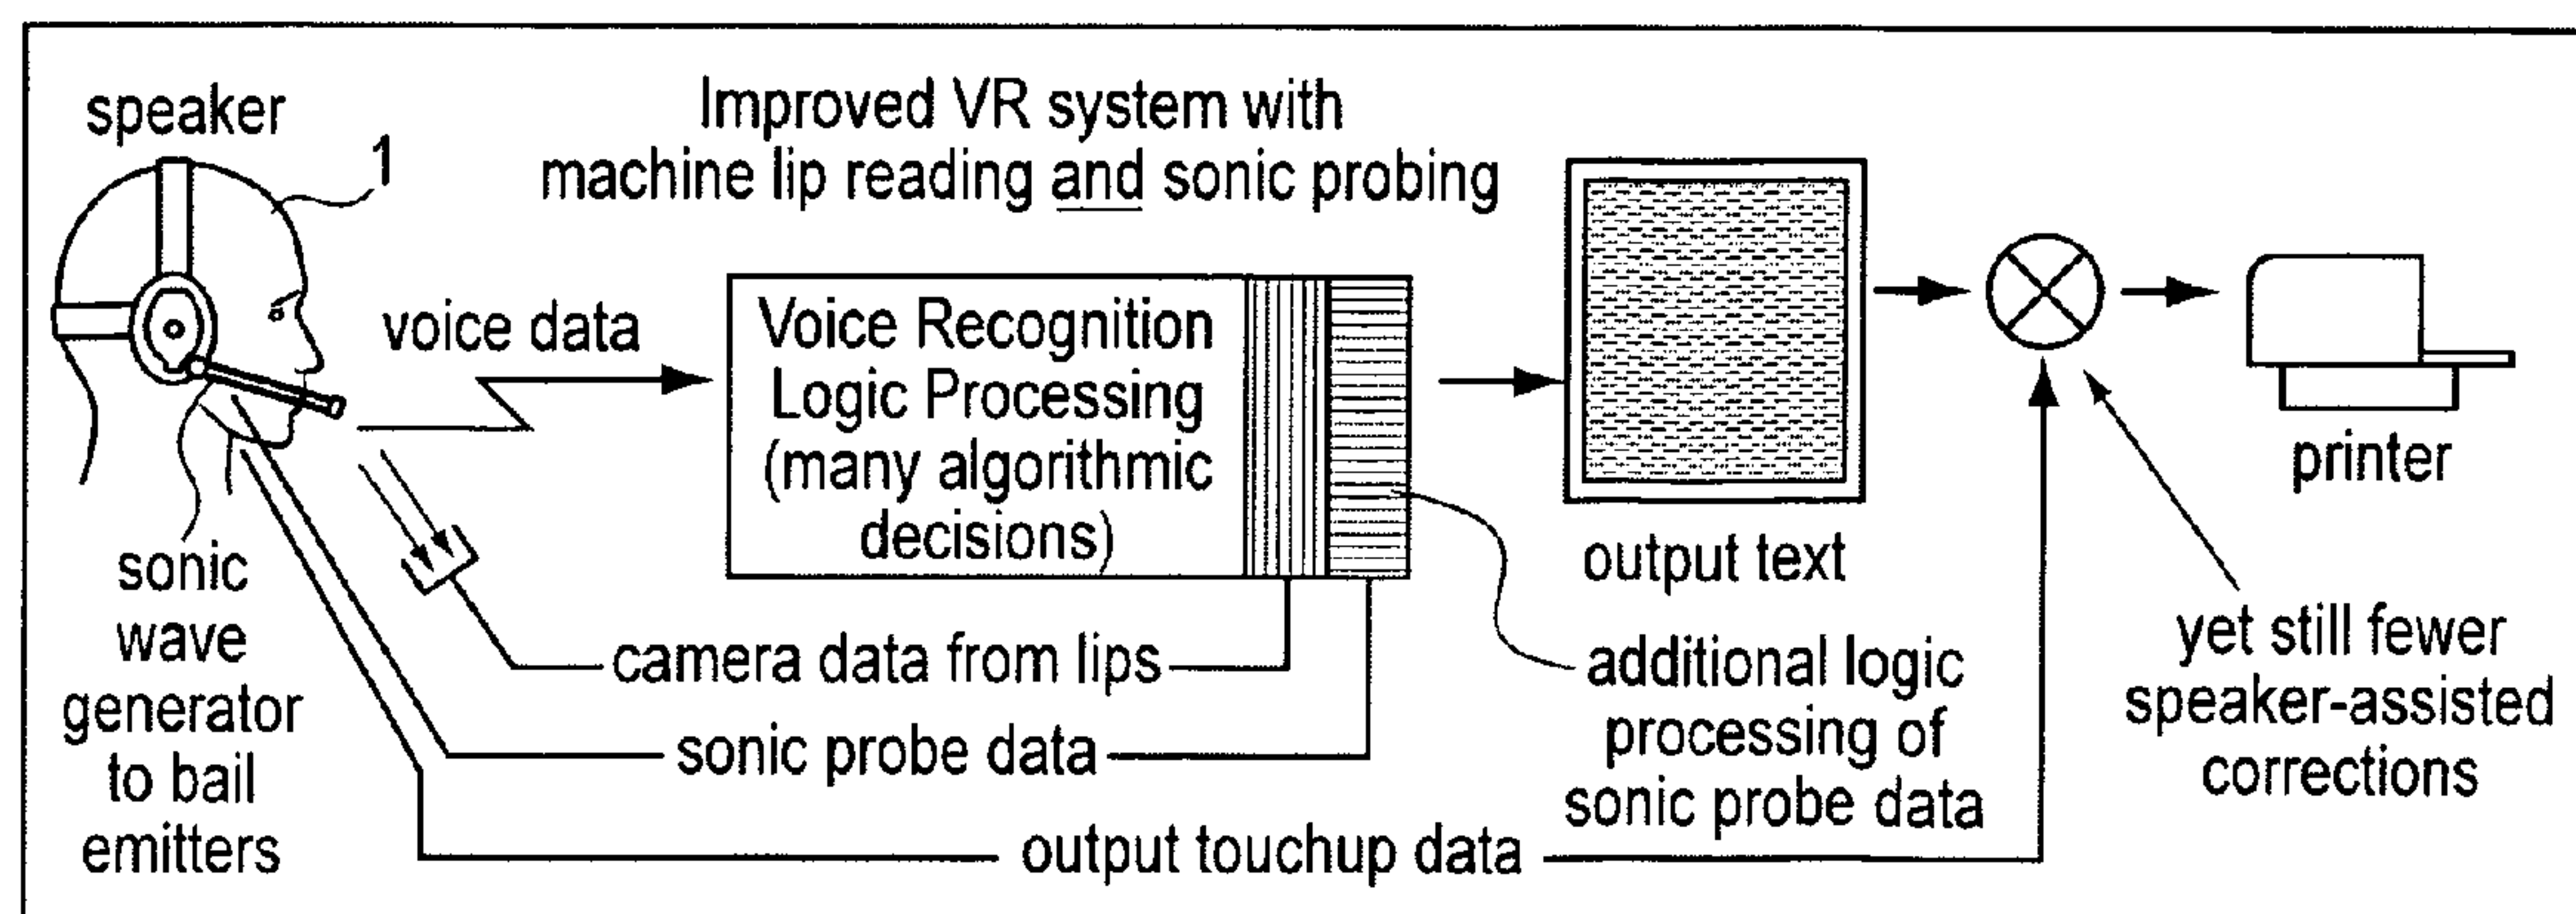 speaker
1
Improved VR system with
machine lip reading and sonic probing
voice data
Voice Recognition
Logic Processing
(many algorithmic
decisions)
output text
printer
sonic
wave
generator
to bail
emitters
camera data from lips
sonic probe data
output touchup data
additional logic
processing of
sonic probe data
yet still fewer
speaker-assisted
corrections